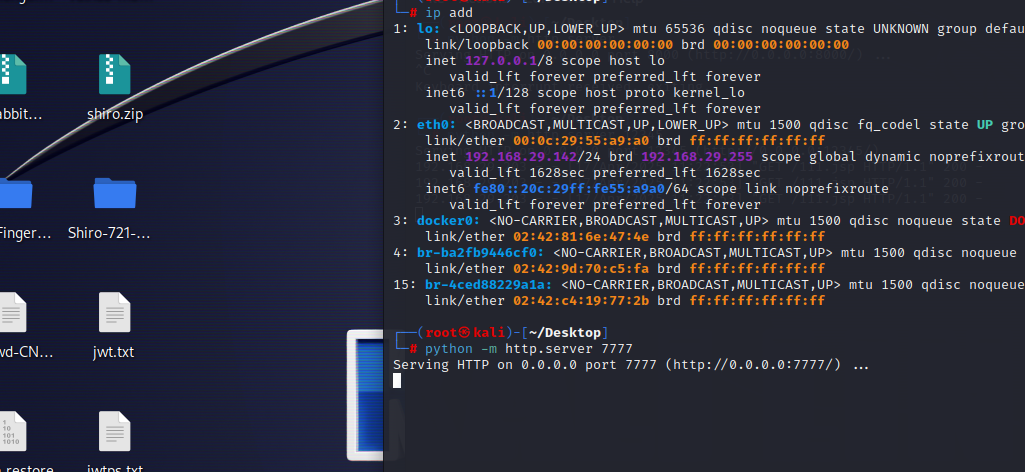 abbit...
shiro.zip
Finger...
Shiro-721-...
wd-CN...
jwt.txt
.restore
jwtps.txt
# ip add
1: lo: <LOOPBACK,UP,LOWER_UP> mtu 65536 qdisc noqueue state UNKNOWN group defau
link/loopback 00:00:00:00:00:00 brd 00:00:00:00:00:00
inet 127.0.0.1/8 scope host lo
valid_lft forever preferred_lft forever
inet6 ::1/128 scope host proto kernel_lo
valid_lft forever preferred_lft forever
2: eth0: <BROADCAST,MULTICAST,UP,LOWER_UP> mtu 1500 qdisc fq_codel state UP gro
link/ether 00:0c:29:55:a9:a0 brd ff:ff:ff:ff:ff:ff
inet 192.168.29.142/24 brd 192.168.29.255 scope global dynamic noprefixrout
valid_lft 1628sec preferred_lft 1628sec
inet6 fe80::20c:29ff:fe55:a9a0/64 scope link noprefixroute
valid_lft forever preferred_lft forever
3: docker0: <NO-CARRIER,BROADCAST,MULTICAST,UP> mtu 1500 qdisc noqueue state DO
link/ether 02:42:81:6e:47:4e brd ff:ff:ff:ff:ff:ff
4: br-ba2fb9446cf0: <NO-CARRIER,BROADCAST,MULTICAST,UP> mtu 1500 qdisc noqueue
link/ether 02:42:9d:70:c5:fa brd ff:ff:ff:ff:ff:ff
15: br-4ced88229a1a: <NO-CARRIER,BROADCAST,MULTICAST,UP> mtu 1500 qdisc noqueue
link/ether 02:42:c4:19:77:2b brd ff:ff:ff:ff:ff:ff
(root㉿kali)-[~/Desktop]
# python -m http.server 7777
Serving HTTP on 0.0.0.0 port 7777 (http://0.0.0.0:7777/) ...